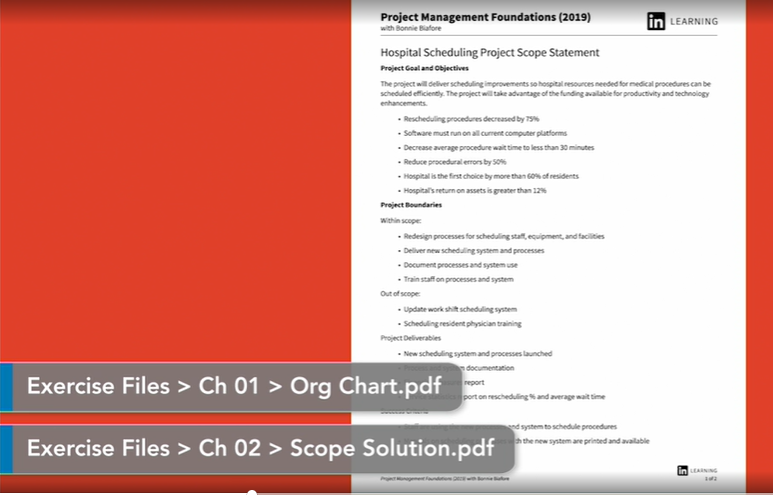 Project Management Foundations (2019)
with Bonnie Biafore
in LEARNING
Hospital Scheduling Project Scope Statement
Project Goal and Objectives
The project will deliver scheduling improvements so hospital resources needed for medical procedures can be
scheduled efficiently. The project will take advantage of the funding available for productivity and technology
enhancements.
• Rescheduling procedures decreased by 75%
• Software must run on all current computer platforms
• Decrease average procedure wait time to less than 30 minutes
• Reduce procedural errors by 50%
• Hospital is the first choice by more than 60% of residents
• Hospital's return on assets is greater than 12%
Project Boundaries
Within scope:
• Redesign processes for scheduling staff, equipment, and facilities
• Deliver new scheduling system and processes
• Document processes and system use
• Train staff on processes and system
Out of scope:
• Update work shift scheduling system
• Scheduling resident physician training
Project Deliverables
• New scheduling system and processes launched
documentation
report
on rescheduling % and average wait time
and system to schedule procedures
with the new system are printed and available
Exercise Files > Ch 01 > Org Chart.pdf
Exercise Files > Ch 02 > Scope Solution.pdf
in LEARNING
Project Management Foundations (2019) with Bonnie Biafore
1 of 2